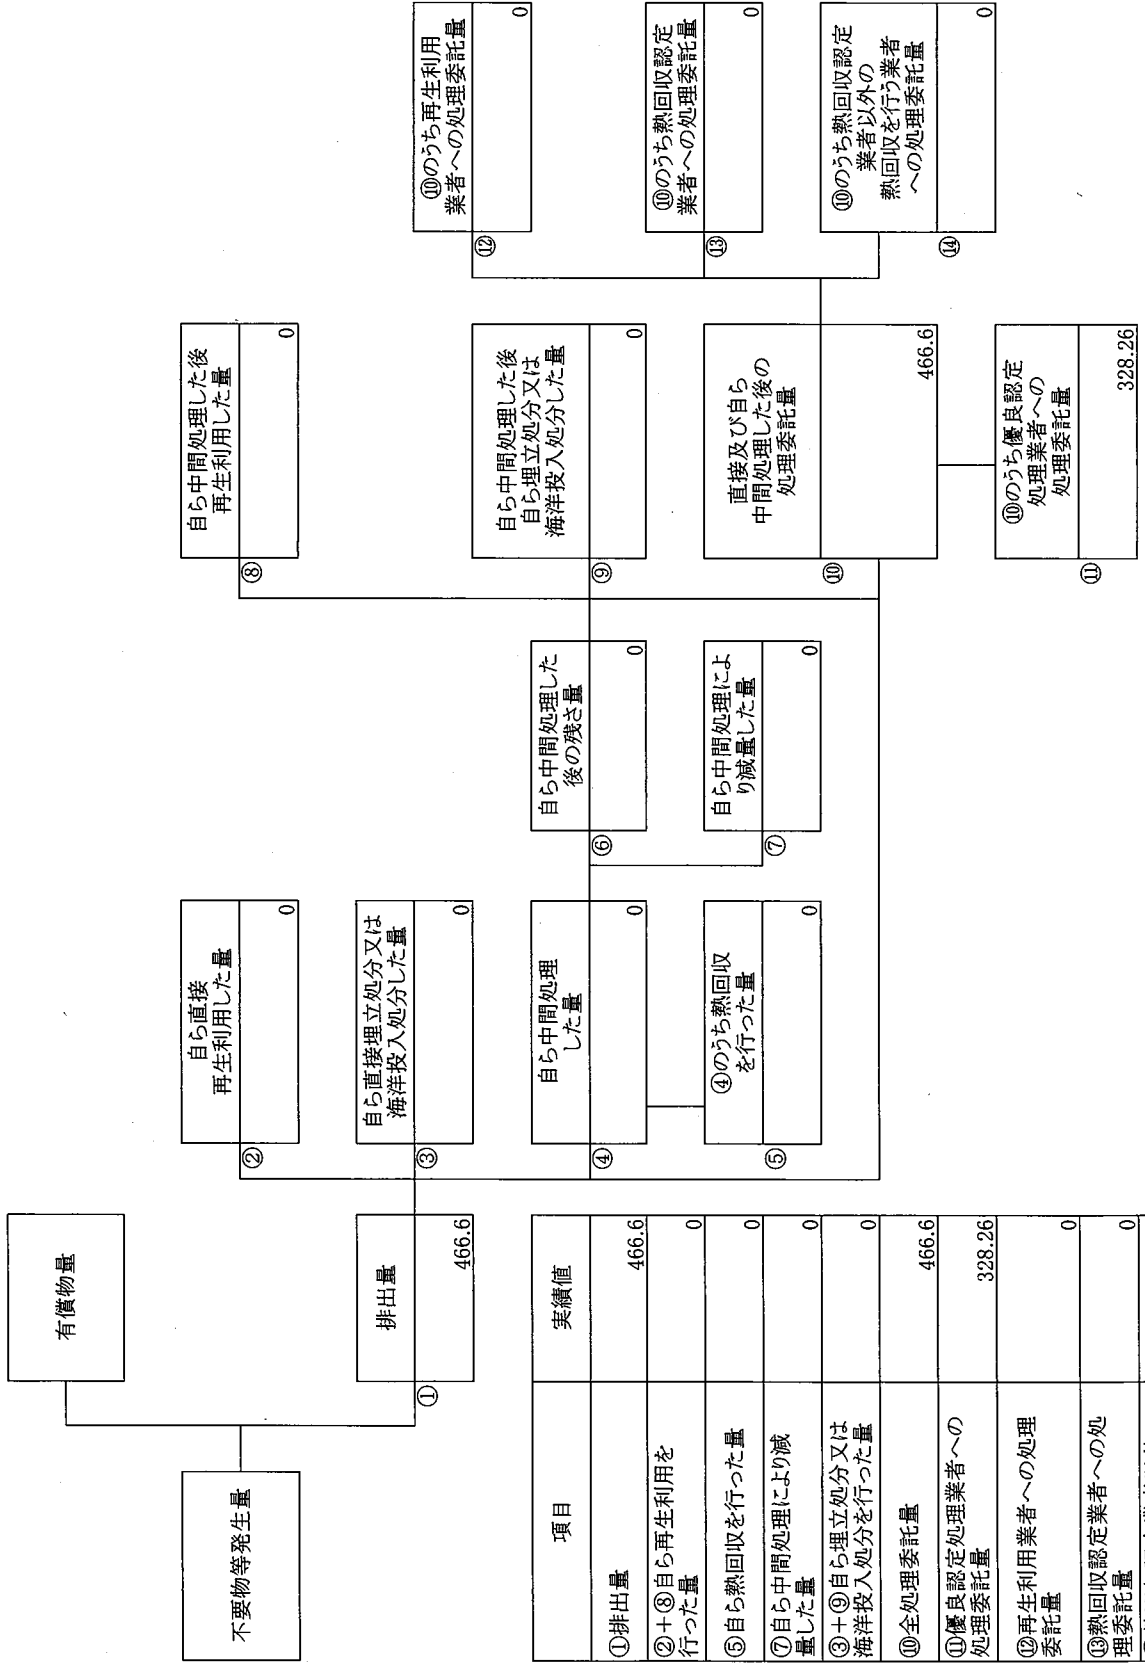 不要物等発生量
有償物量
排出量
①
466.6
自ら直接
再生利用した量
②
0
自ら直接埋立処分又は
海洋投入処分した量
③
0
自ら中間処理
した量
④
0
④のうち熱回収
を行った量
⑤
0
自ら中間処理した
後の残さ量
⑥
0
自ら中間処理によ
り減量した量
⑦
0
自ら中間処理した後
再生利用した量
⑧
0
自ら中間処理した後
自ら埋立処分又は
海洋投入処分した量
⑨
0
直接及び自ら
中間処理した後の
処理委託量
⑩
466.6
⑩のうち優良認定
処理業者への
処理委託量
⑪
328.26
⑩のうち再生利用
業者への処理委託量
⑫
0
⑩のうち熱回収認定
業者への処理委託量
⑬
0
⑩のうち熱回収認定
業者以外の
熱回収を行う業者
への処理委託量
⑭
0
項目 実績値
①排出量 466.6
②+⑧自ら再生利用を
行った量 0
⑤自ら熱回収を行った量 0
⑦自ら中間処理により減
量した量 0
③+⑨自ら埋立処分又は
海洋投入処分を行った量 0
⑩全処理委託量 466.6
⑪優良認定処理業者への
処理委託量 328.26
⑫再生利用業者への処理
委託量 0
⑬熱回収認定業者への処
理委託量 0